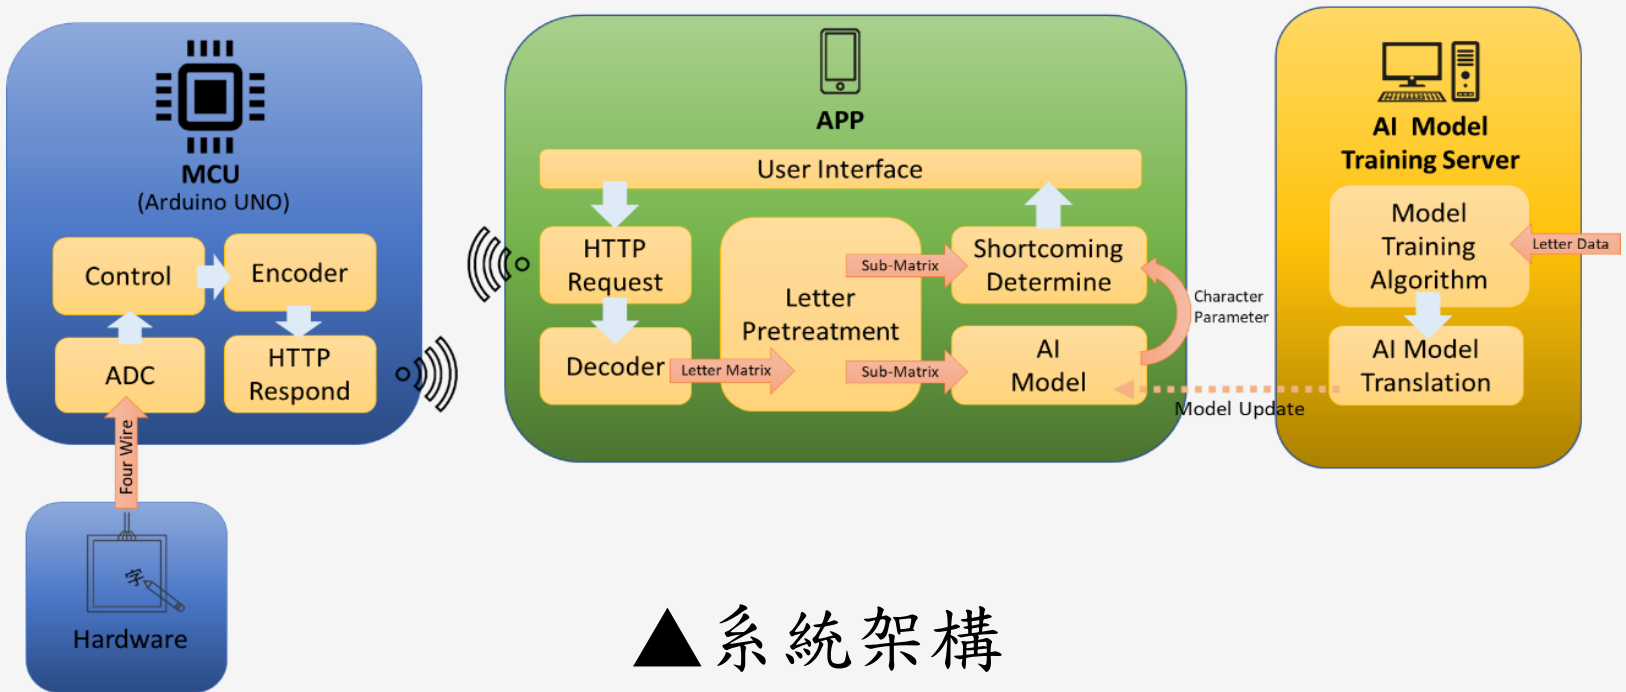 MCU
(Arduino UNO)
Control
Encoder
ADC
HTTP
Respond
Four Wire
字
Hardware
APP
User Interface
HTTP
Request
Decoder
Letter Matrix
Letter
Pretreatment
Sub-Matrix
Sub-Matrix
Shortcoming
Determine
AI
Model
Character
Parameter
Model Update
AI Model
Training Server
Model
Training
Algorithm
Letter Data
AI Model
Translation
▲系統架構